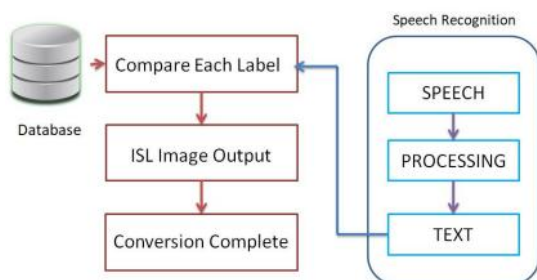 Speech Recognition
Compare Each Label
SPEECH
Database
ISL Image Output
PROCESSING
Conversion Complete
TEXT